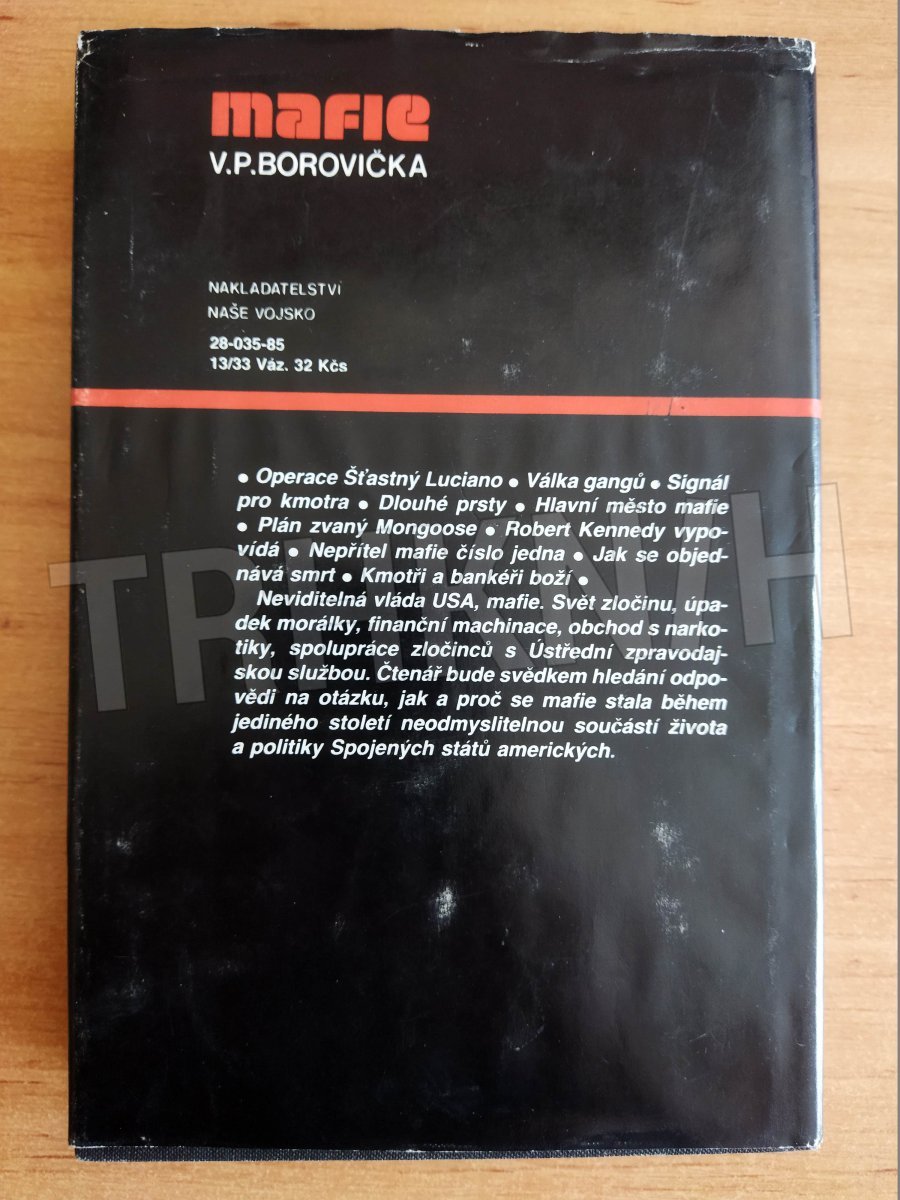 mafie
V.P.BOROVIČKA
NAKLADATELSTVÍ
NAŠE VOJSKO
28-035-85
13/33 Váz. 32 Kčs
● Operace Šťastný Luciano ● Válka gangů ● Signál
pro kmotra ● Dlouhé prsty ● Hlavní město mafie
● Plán zvaný Mongoose ● Robert Kennedy vypo-
vídá ● Nepřítel mafie číslo jedna ● Jak se objed-
nává smrt ● Kmotři a bankéři boží ●
Neviditelná vláda USA, mafie. Svět zločinu, úpa-
dek morálky, finanční machinace, obchod s narko-
tiky, spolupráce zločinců s Ústřední zpravodaj-
skou službou. Čtenář bude svědkem hledání odpo-
vědi na otázku, jak a proč se mafie stala během
jediného století neodmyslitelnou součástí života
a politiky Spojených států amerických.